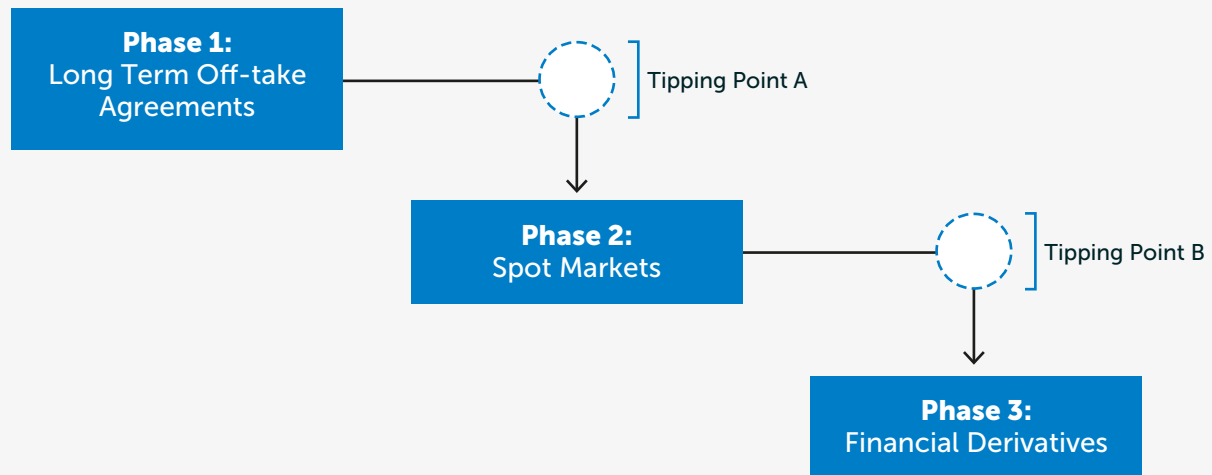 Phase 1:
Long Term Off-take
Agreements
Tipping Point A
Phase 2:
Spot Markets
Tipping Point B
Phase 3:
Financial Derivatives